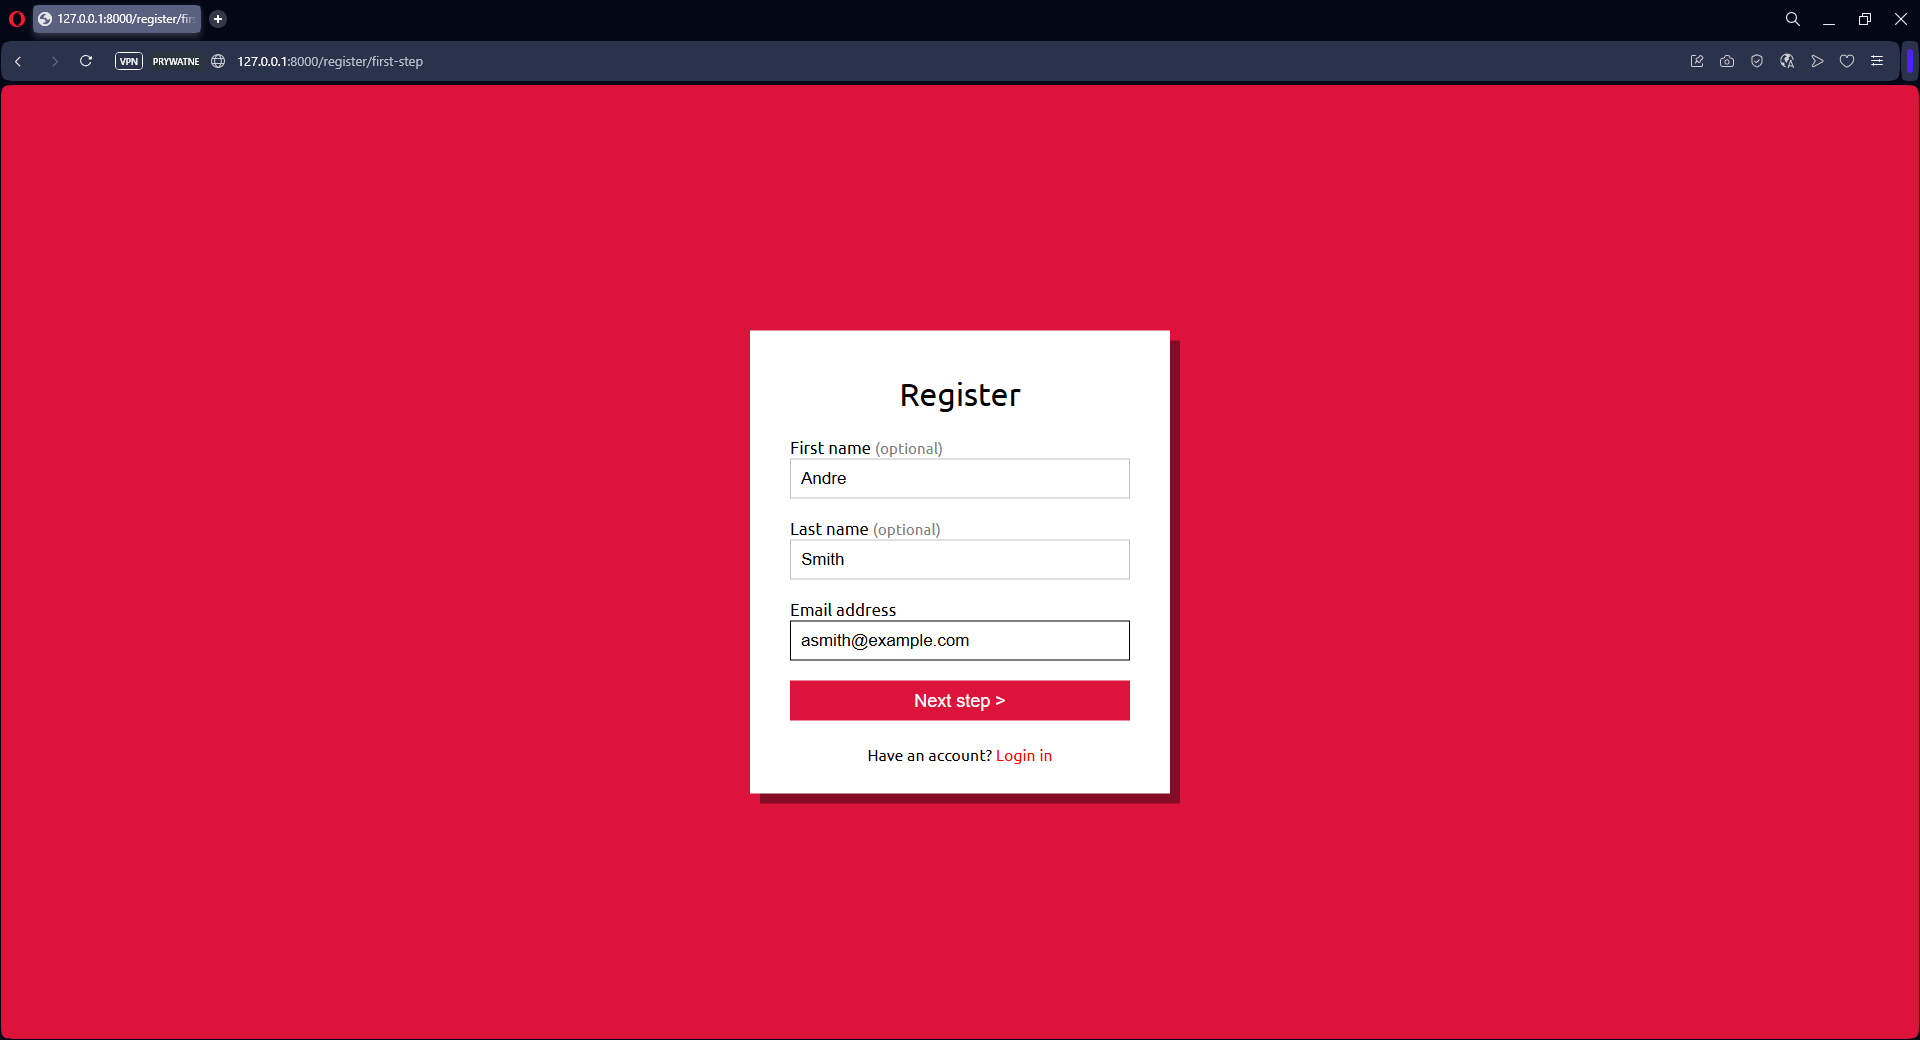 127.0.0.1:8000/register/fir
VPN PRYWATNE 127.0.0.1:8000/register/first-step
Register
First name (optional)
Andre
Last name (optional)
Smith
Email address
asmith@example.com
Next step >
Have an account? Login in